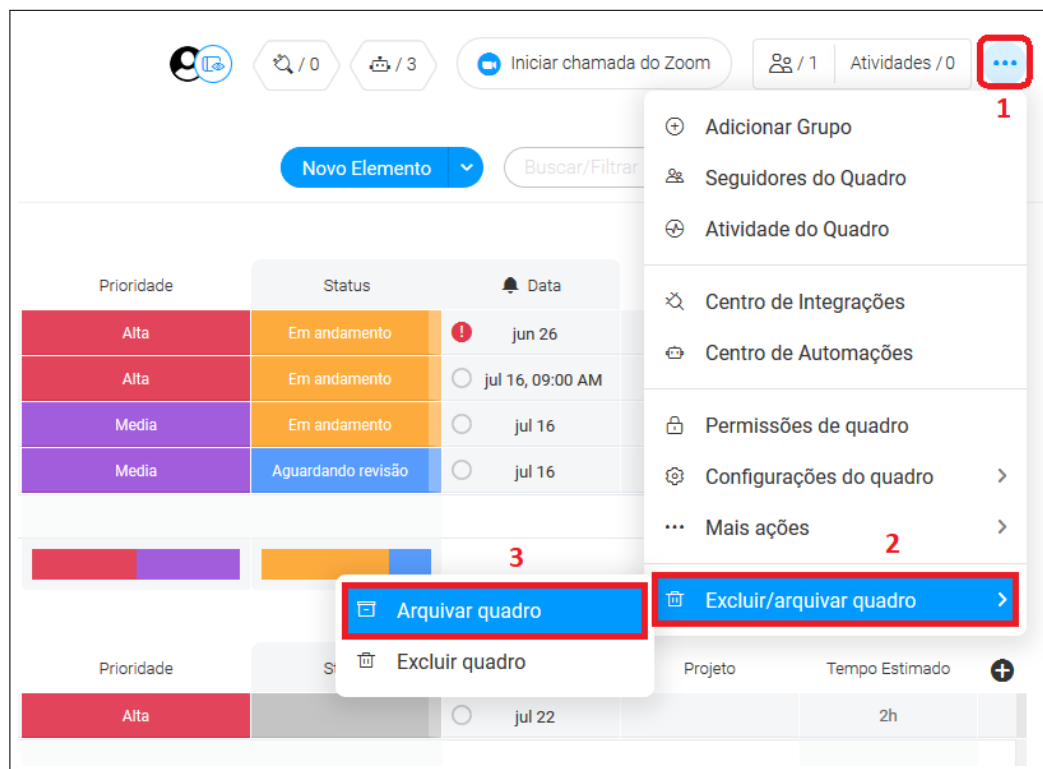 / 0
/ 3
Iniciar chamada do Zoom
/ 1
Atividades / 0
1
Adicionar Grupo
Novo Elemento
Buscar/Filtrar
Seguidores do Quadro
Atividade do Quadro
Prioridade Status Data
Centro de Integrações
Alta Em andamento jun 26
Centro de Automações
Alta Em andamento jul 16, 09:00 AM
Media Em andamento jul 16
Permissões de quadro
Media Aguardando revisão jul 16
Configurações do quadro
Mais ações
2
3
Excluir/arquivar quadro
Arquivar quadro
Excluir quadro
Prioridade
Projeto Tempo Estimado
Alta jul 22 2h